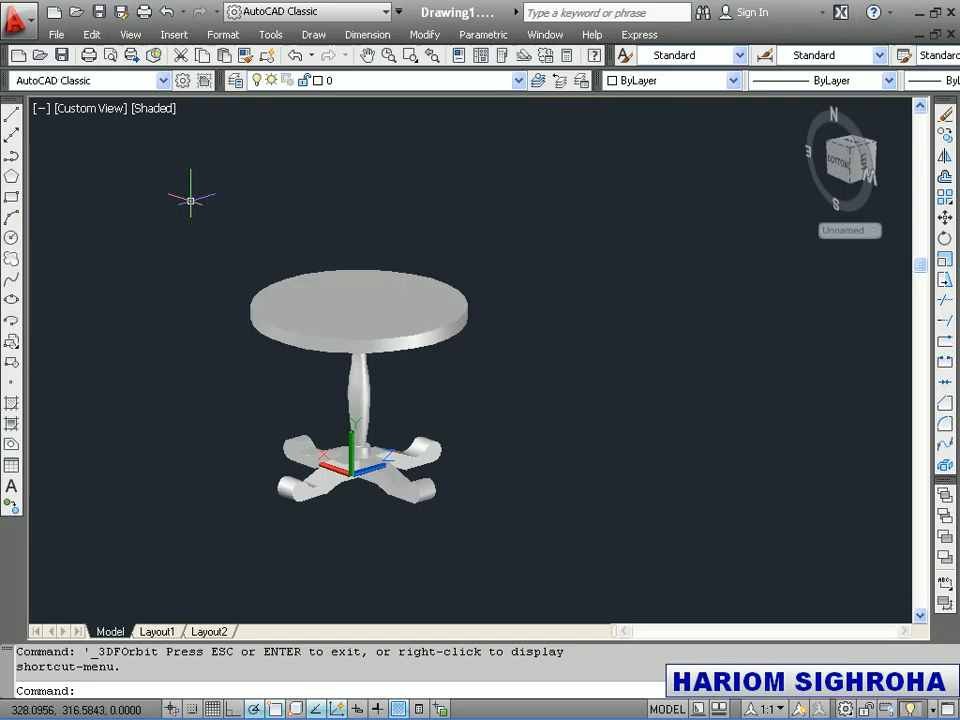 AutoCAD Classic
Drawing1....
Type a keyword or phrase
Sign In
File Edit View Insert Format Tools Draw Dimension Modify Parametric Window Help Express
Standard Standard Standard
AutoCAD Classic 0 ByLayer ByLayer
[−] [Custom View] [Shaded]
N
E
BOTTOM
W
S
Unnamed
Y
X
Z
A
Model Layout1 Layout2
Command: '_3DFOrbit Press ESC or ENTER to exit, or right-click to display
shortcut-menu.
Command:
HARIOM SIGHROHA
328.0956, 316.5843, 0.0000
MODEL
1:1